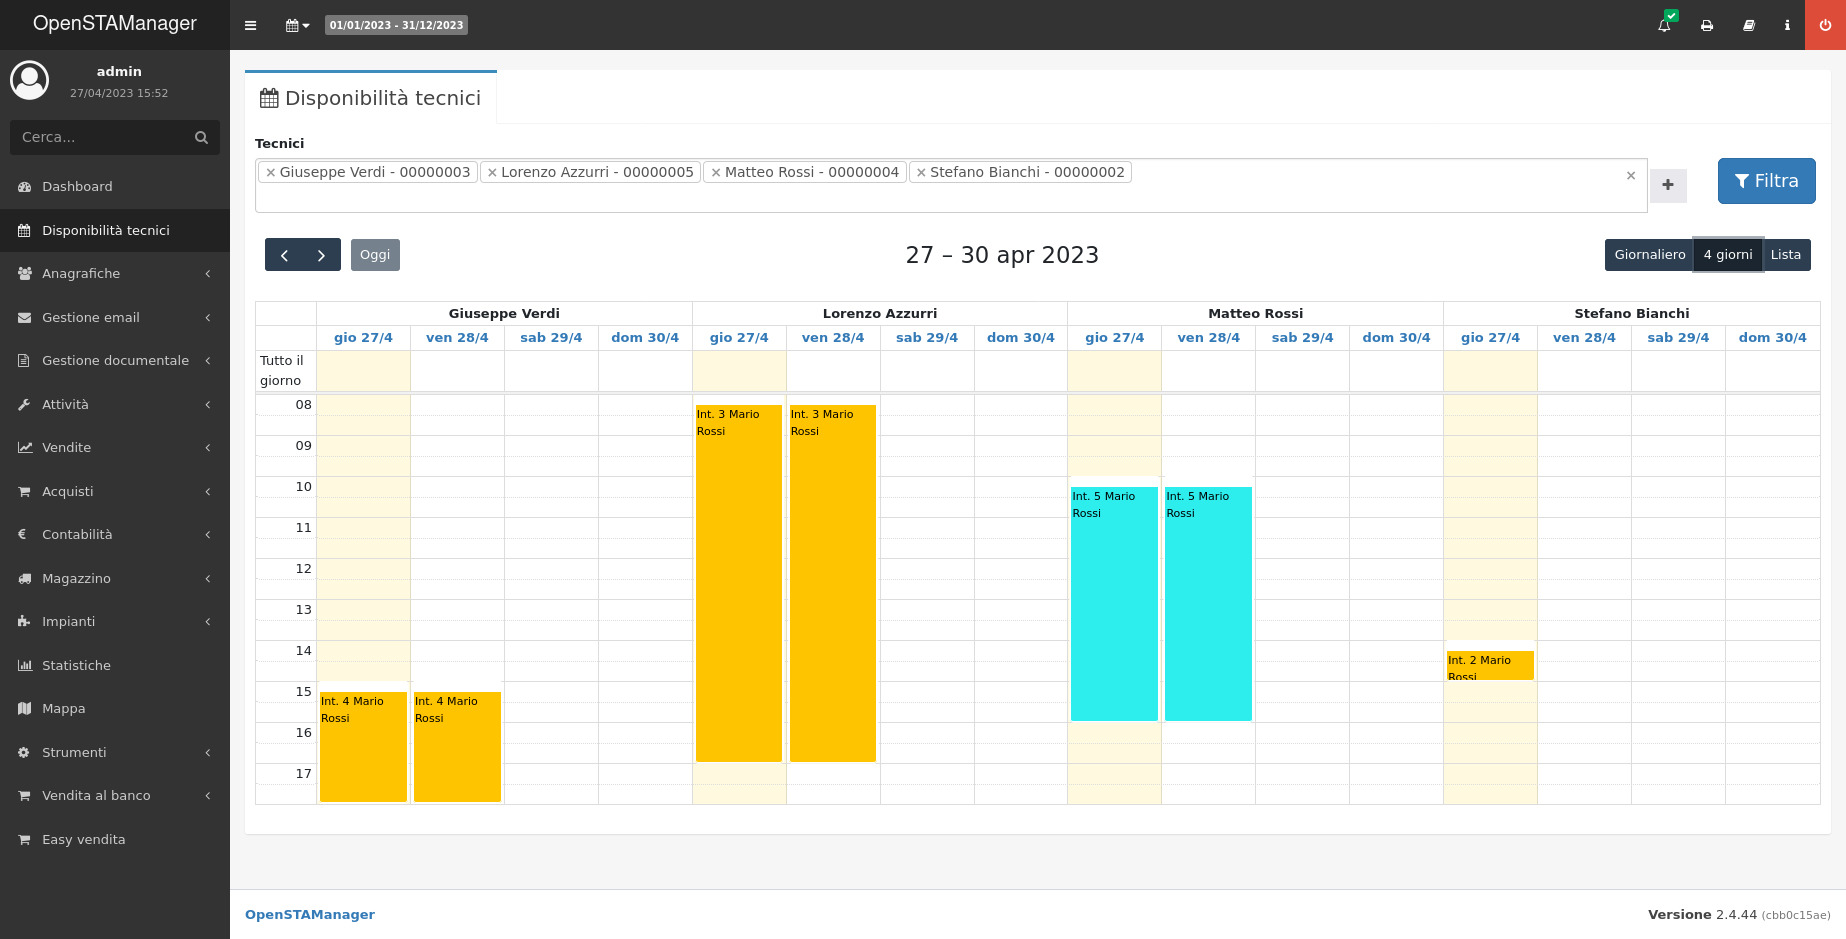 OpenSTAManager
01/01/2023 - 31/12/2023
admin
27/04/2023 15:52
Cerca...
Dashboard
Disponibilità tecnici
Anagrafiche
Gestione email
Gestione documentale
Attività
Vendite
Acquisti
Contabilità
Magazzino
Impianti
Statistiche
Mappa
Strumenti
Vendita al banco
Easy vendita
Disponibilità tecnici
Tecnici
× Giuseppe Verdi - 00000003 × Lorenzo Azzurri - 00000005 × Matteo Rossi - 00000004 × Stefano Bianchi - 00000002 ×
+ Filtra
Oggi 27 – 30 apr 2023 Giornaliero 4 giorni Lista
Giuseppe Verdi Lorenzo Azzurri Matteo Rossi Stefano Bianchi
gio 27/4 ven 28/4 sab 29/4 dom 30/4 gio 27/4 ven 28/4 sab 29/4 dom 30/4 gio 27/4 ven 28/4 sab 29/4 dom 30/4 gio 27/4 ven 28/4 sab 29/4 dom 30/4
Tutto il
giorno
08
Int. 3 Mario Int. 3 Mario
Rossi Rossi
09
10
Int. 5 Mario Int. 5 Mario
Rossi Rossi
11
12
13
14
Int. 2 Mario
Rossi
15
Int. 4 Mario Int. 4 Mario
Rossi Rossi
16
17
OpenSTAManager Versione 2.4.44 (cbb0c15ae)